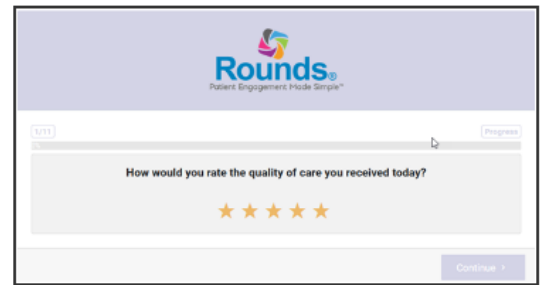 Rounds®
Patient Engagement Made Simple™
1/11
Progress
How would you rate the quality of care you received today?
Continue ›